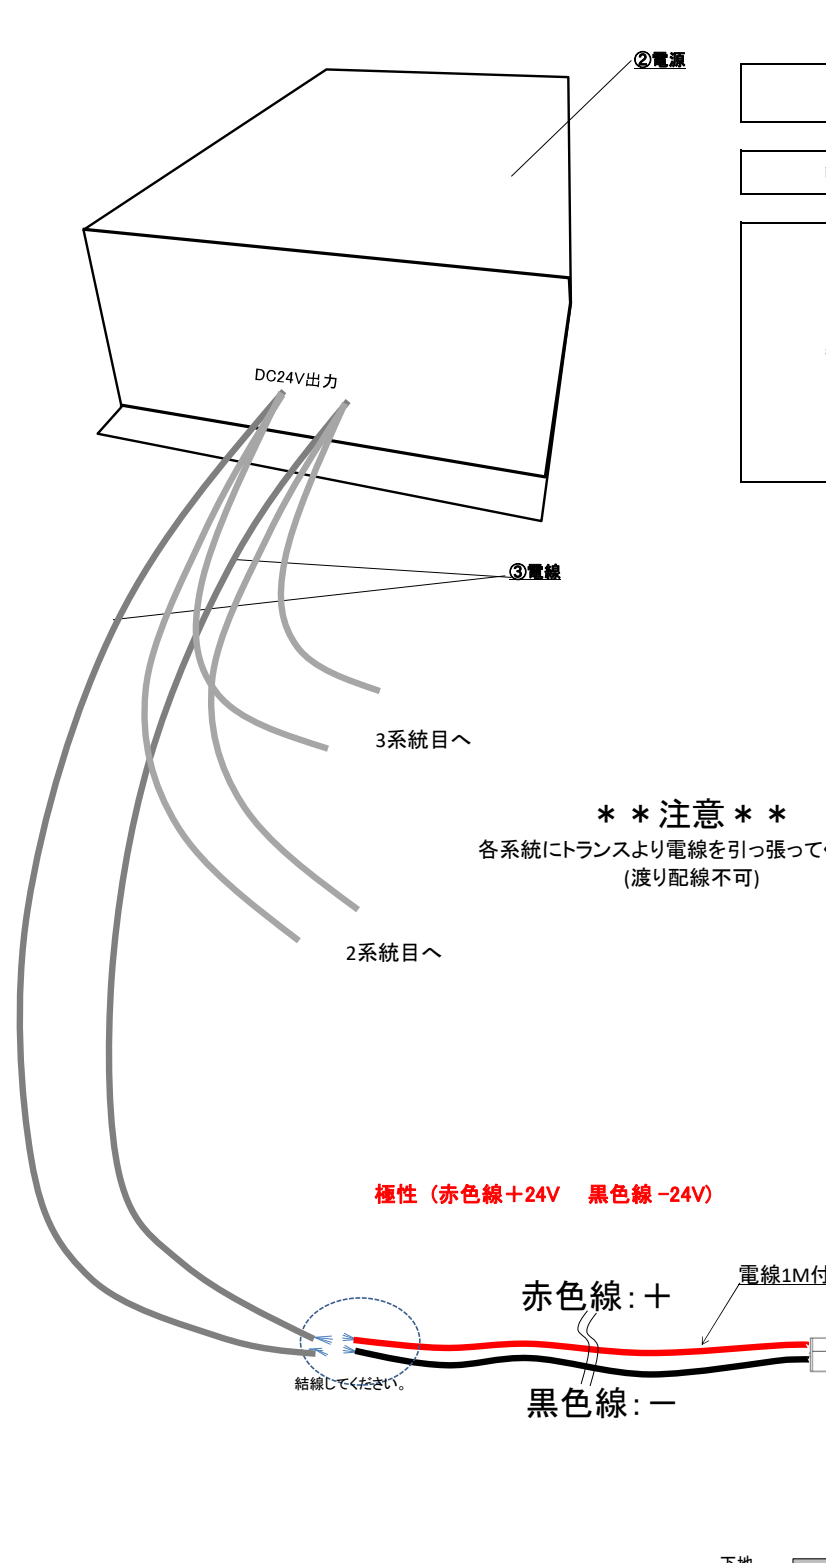 ②電源
DC24V出力
③電線
3系統目へ
＊＊注意＊＊
各系統にトランスより電線を引っ張って
(渡り配線不可)
2系統目へ
極性（赤色線＋24V　黒色線−24V）
電線1M付
赤色線：＋
結線してください。
黒色線：－
下地